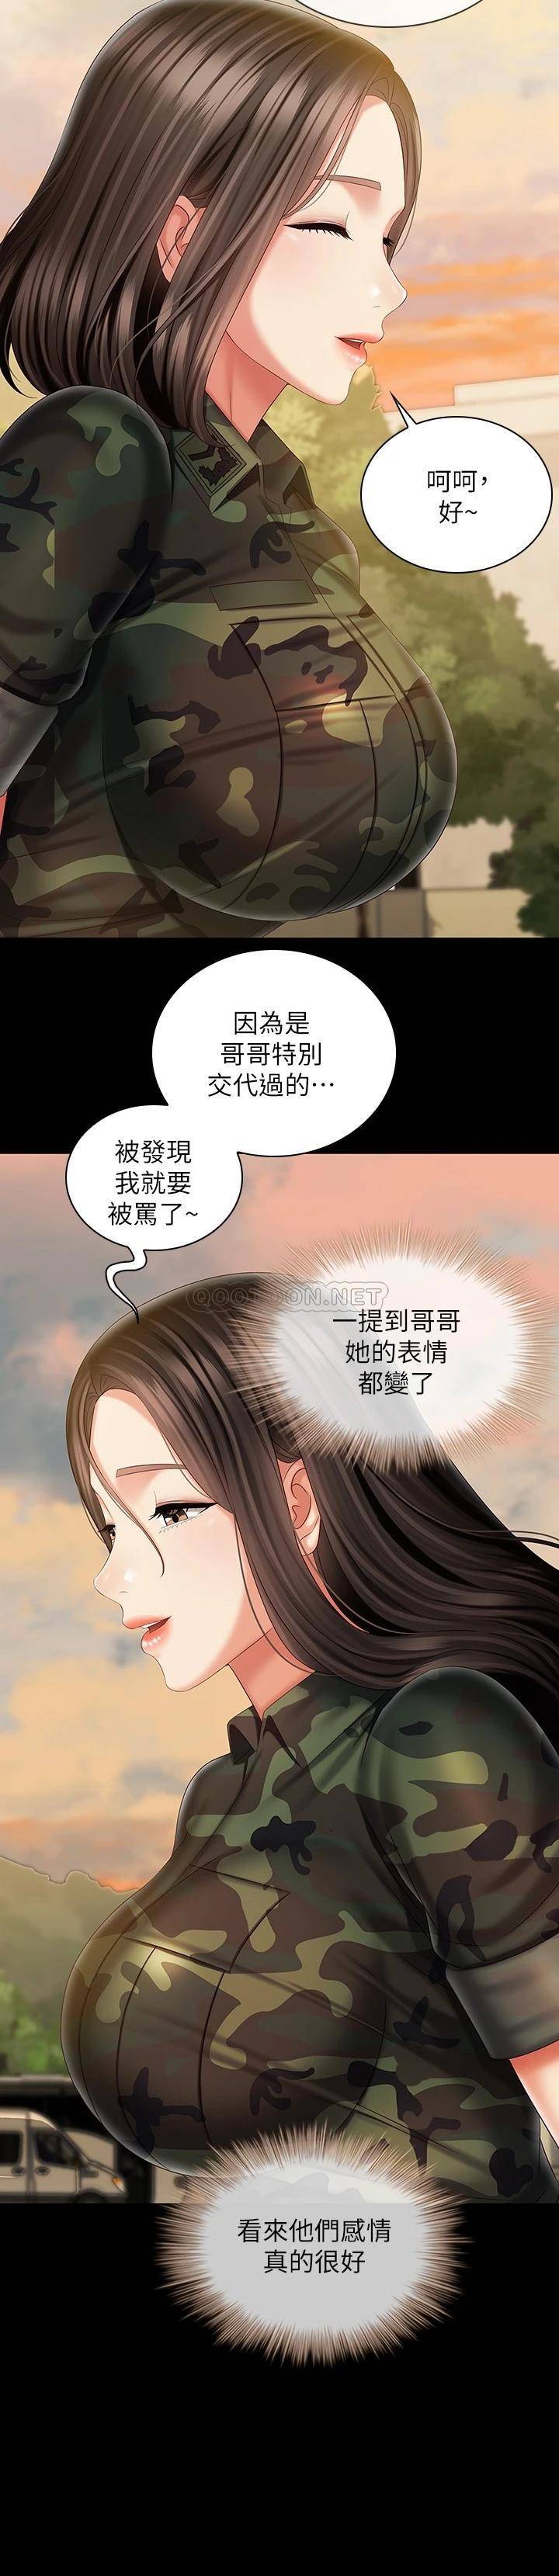 呵呵，
好~
因為是
哥哥特別
交代過的⋯
被發現
我就要
被罵了~
一提到哥哥
她的表情
都變了
看來他們感情
真的很好